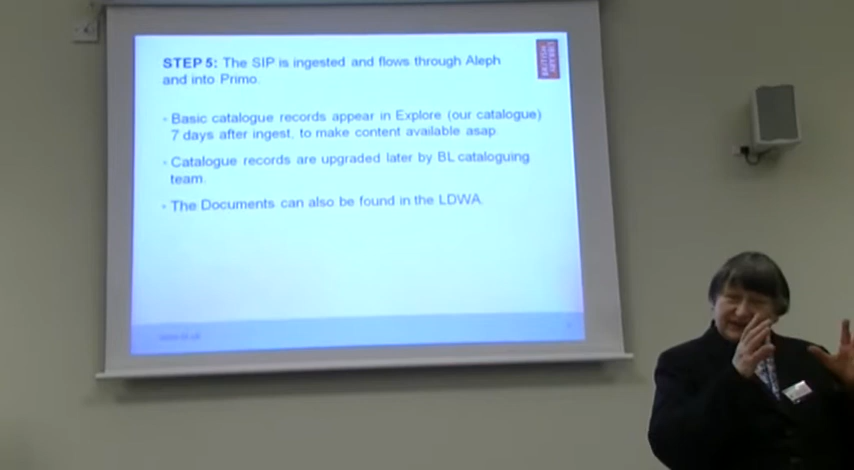 STEP 5: The SIP is ingested and flows through Aleph
and into Primo.
- Basic catalogue records appear in Explore (our catalogue)
7 days after ingest, to make content available asap
- Catalogue records are upgraded later by BL cataloguing
team.
- The Documents can also be found in the LDWA.
LIBRARY
BRITISH